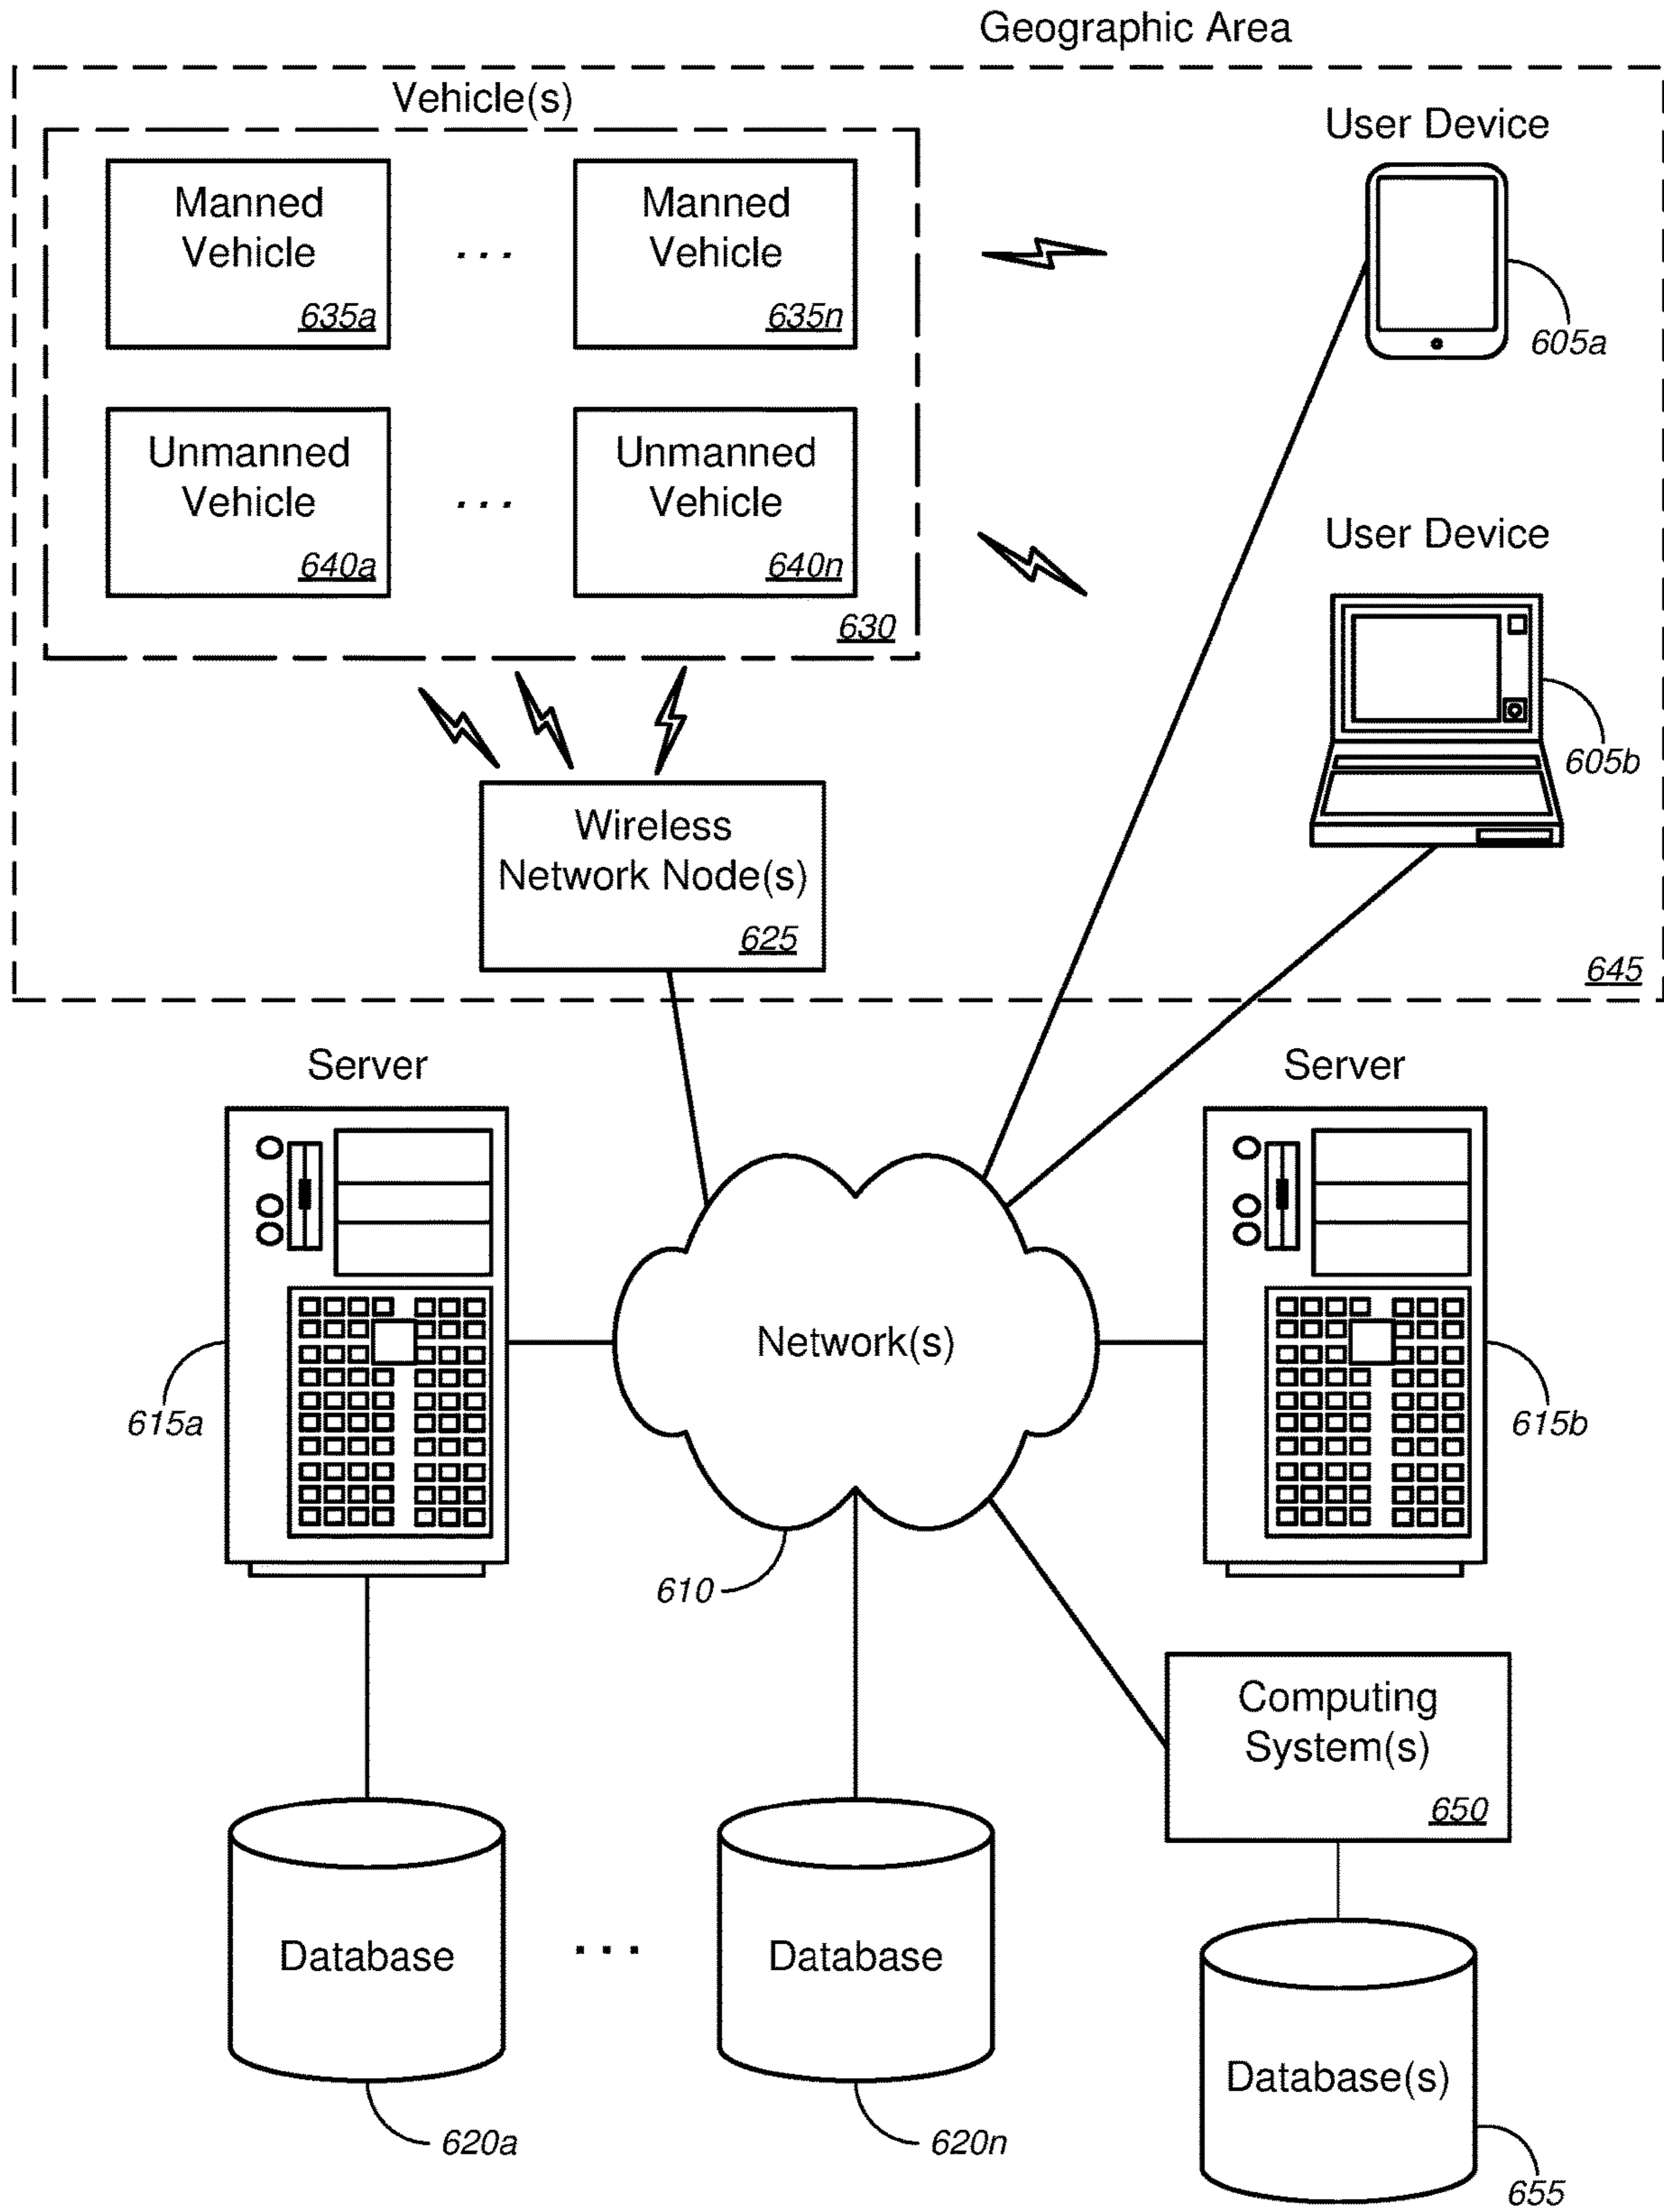 Geographic Area
Vehicle(s)
User Device
Manned
Vehicle
635a
...
Manned
Vehicle
635n
605a
Unmanned
Vehicle
640a
...
Unmanned
Vehicle
640n
630
User Device
605b
Wireless
Network Node(s)
625
645
Server
Server
Network(s)
615a
615b
610
Computing
System(s)
650
Database
...
Database
Database(s)
620a
620n
655